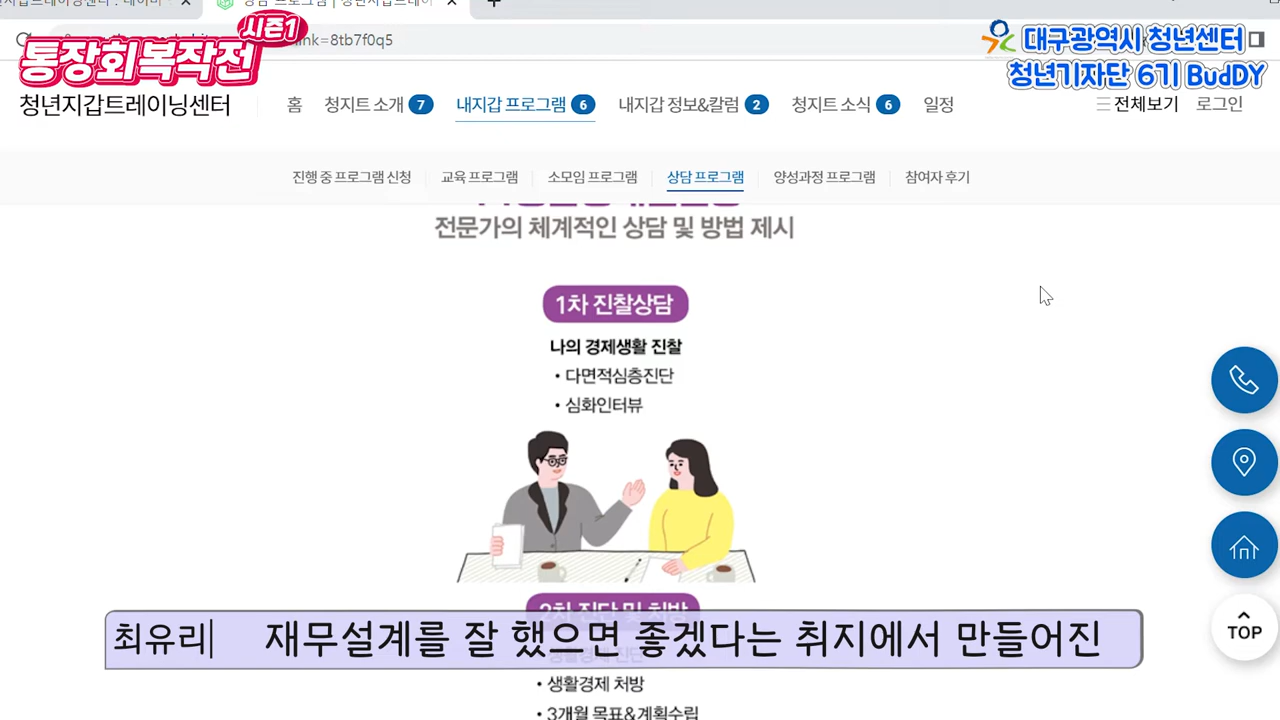 시즌1
통장회복작전
nk=8tb7f0q5
대구광역시 청년센터
청년기자단 6기 BudDY
청년지갑트레이닝센터
홈
청지트 소개 7
내지갑 프로그램 6
내지갑 정보&칼럼 2
청지트 소식 6
일정
전체보기
로그인
진행 중 프로그램 신청
교육 프로그램
소모임 프로그램
상담 프로그램
양성과정 프로그램
참여자 후기
전문가의 체계적인 상담 및 방법 제시
1차 진찰상담
나의 경제생활 진찰
• 다면적심층진단
• 심화인터뷰
2차 진단 및 처방
최유리| 재무설계를 잘 했으면 좋겠다는 취지에서 만들어진
• 생활경제 처방
• 3개월 목표&계획수립
TOP